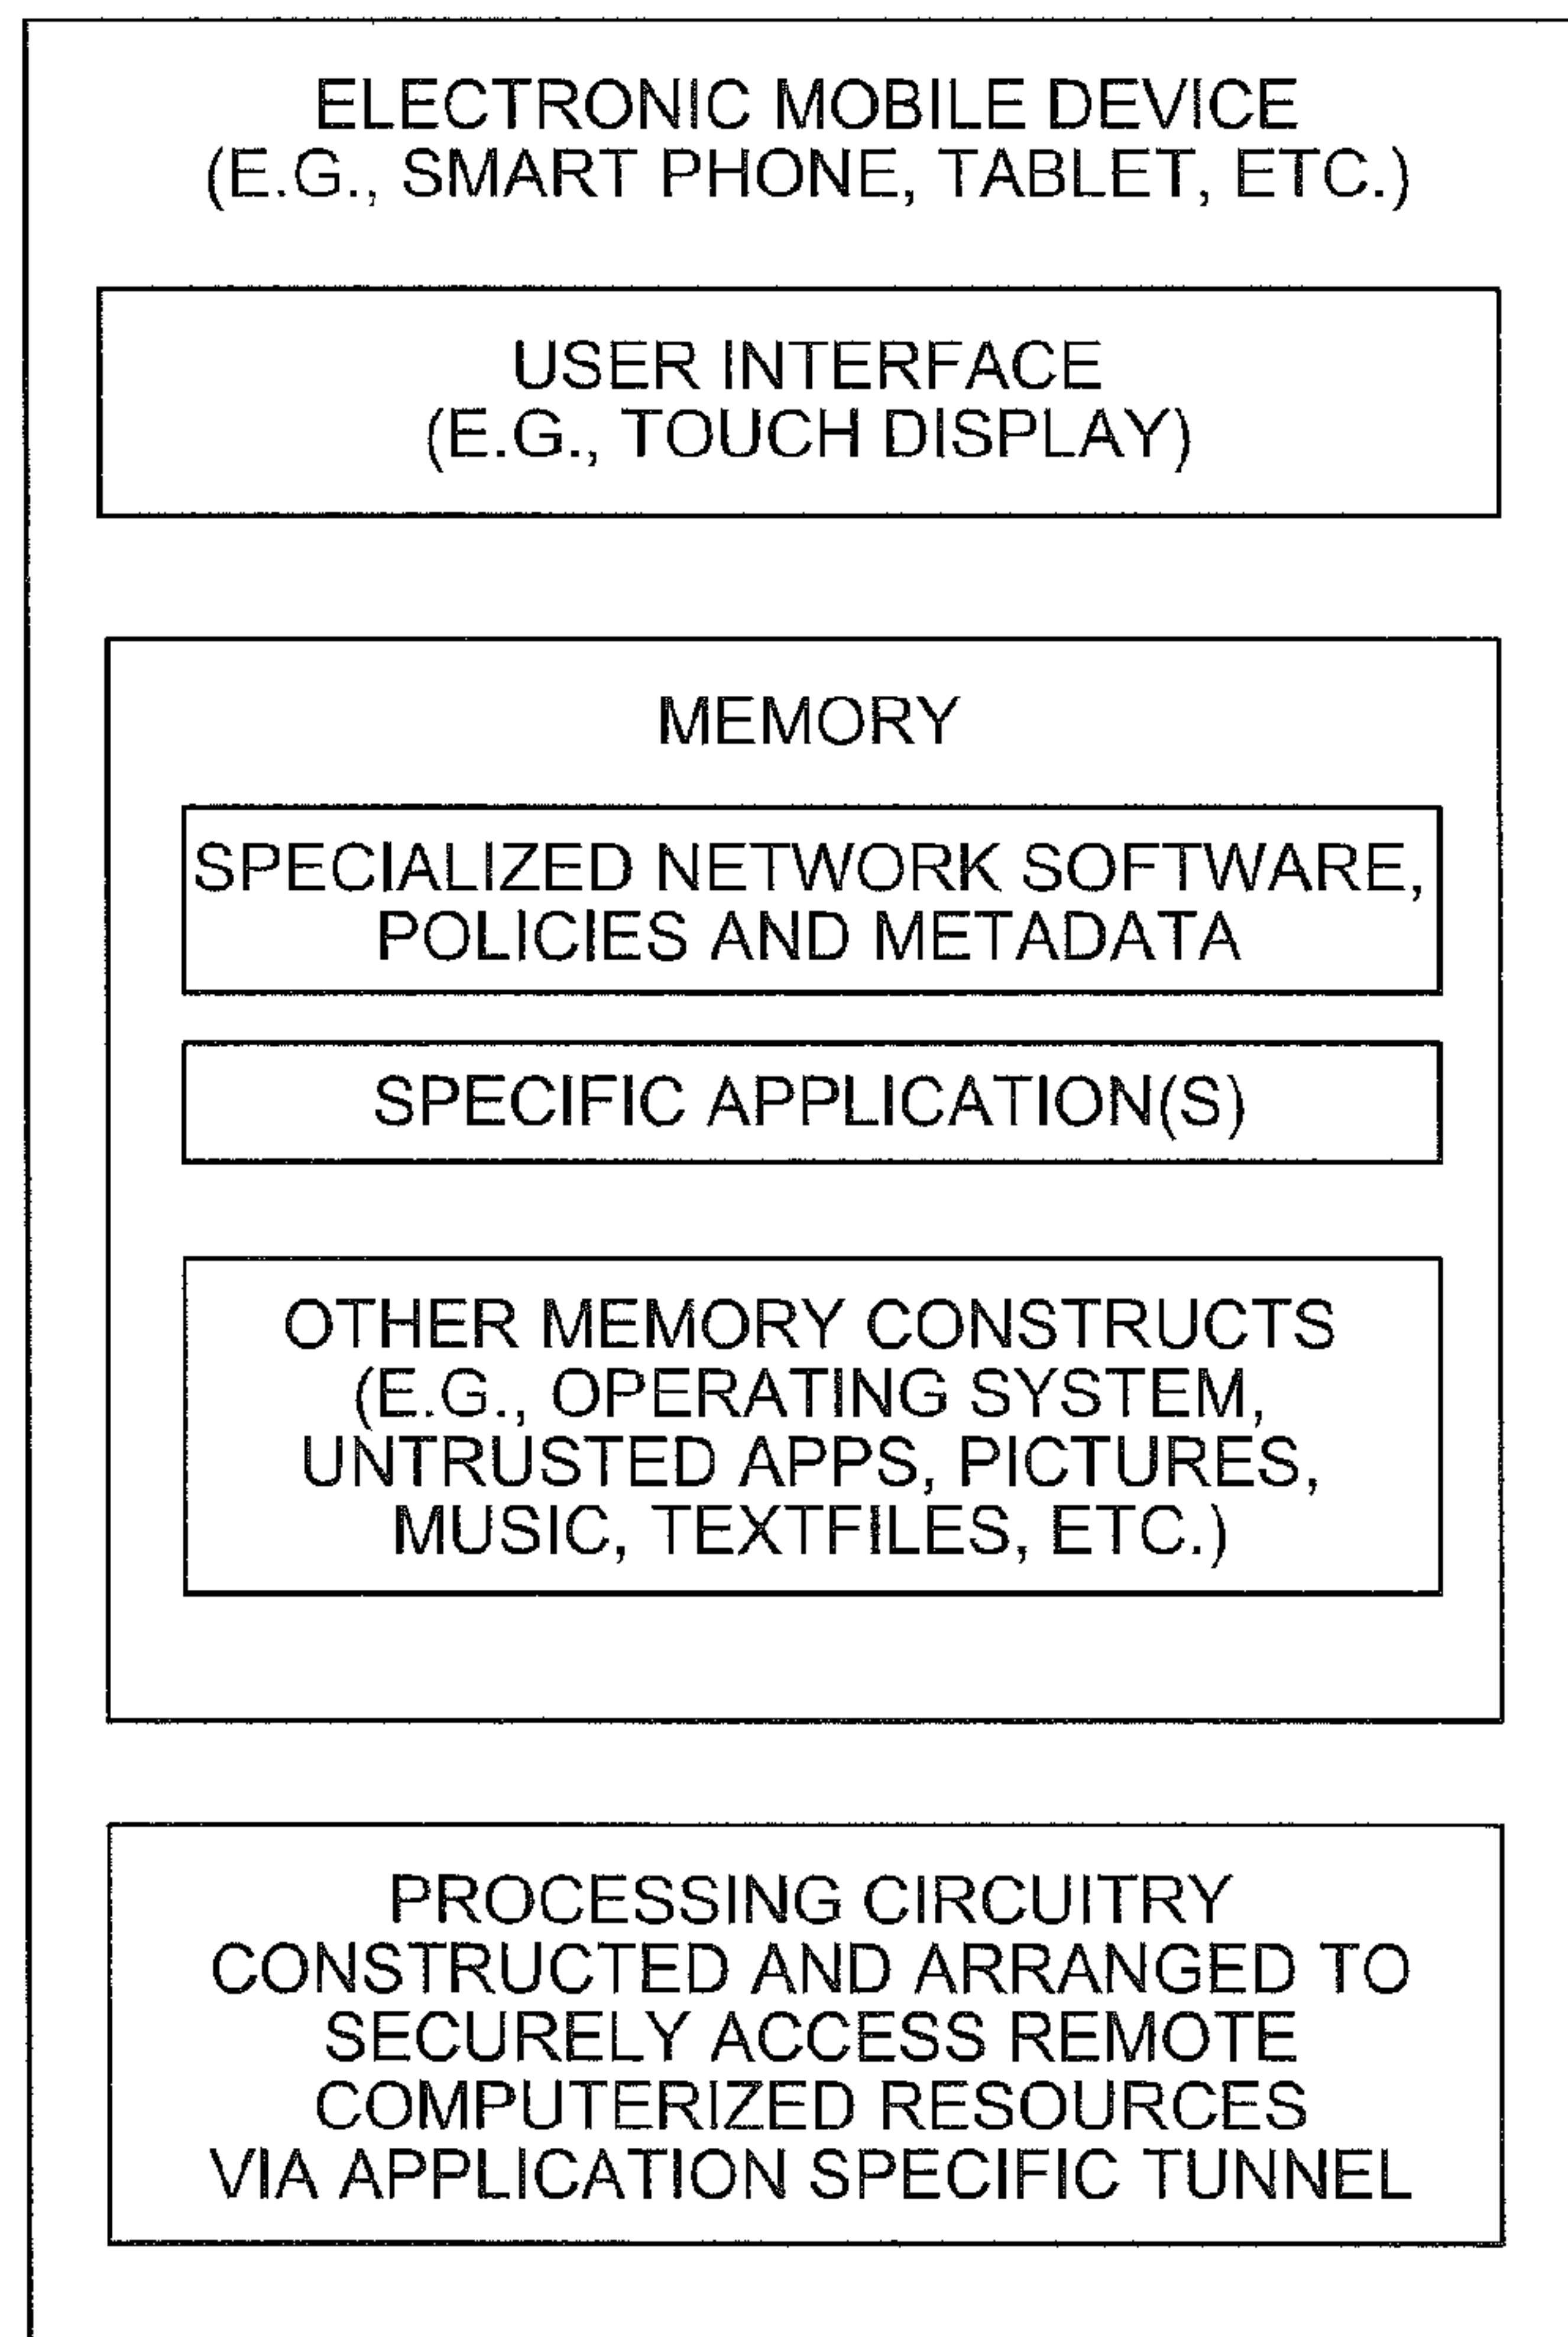 ELECTRONIC MOBILE DEVICE
(E.G., SMART PHONE, TABLET, ETC.)
USER INTERFACE
(E.G., TOUCH DISPLAY)
MEMORY
SPECIALIZED NETWORK SOFTWARE,
POLICIES AND METADATA
SPECIFIC APPLICATION(S)
OTHER MEMORY CONSTRUCTS
(E.G., OPERATING SYSTEM,
UNTRUSTED APPS, PICTURES,
MUSIC, TEXTFILES, ETC.)
PROCESSING CIRCUITRY
CONSTRUCTED AND ARRANGED TO
SECURELY ACCESS REMOTE
COMPUTERIZED RESOURCES
VIA APPLICATION SPECIFIC TUNNEL